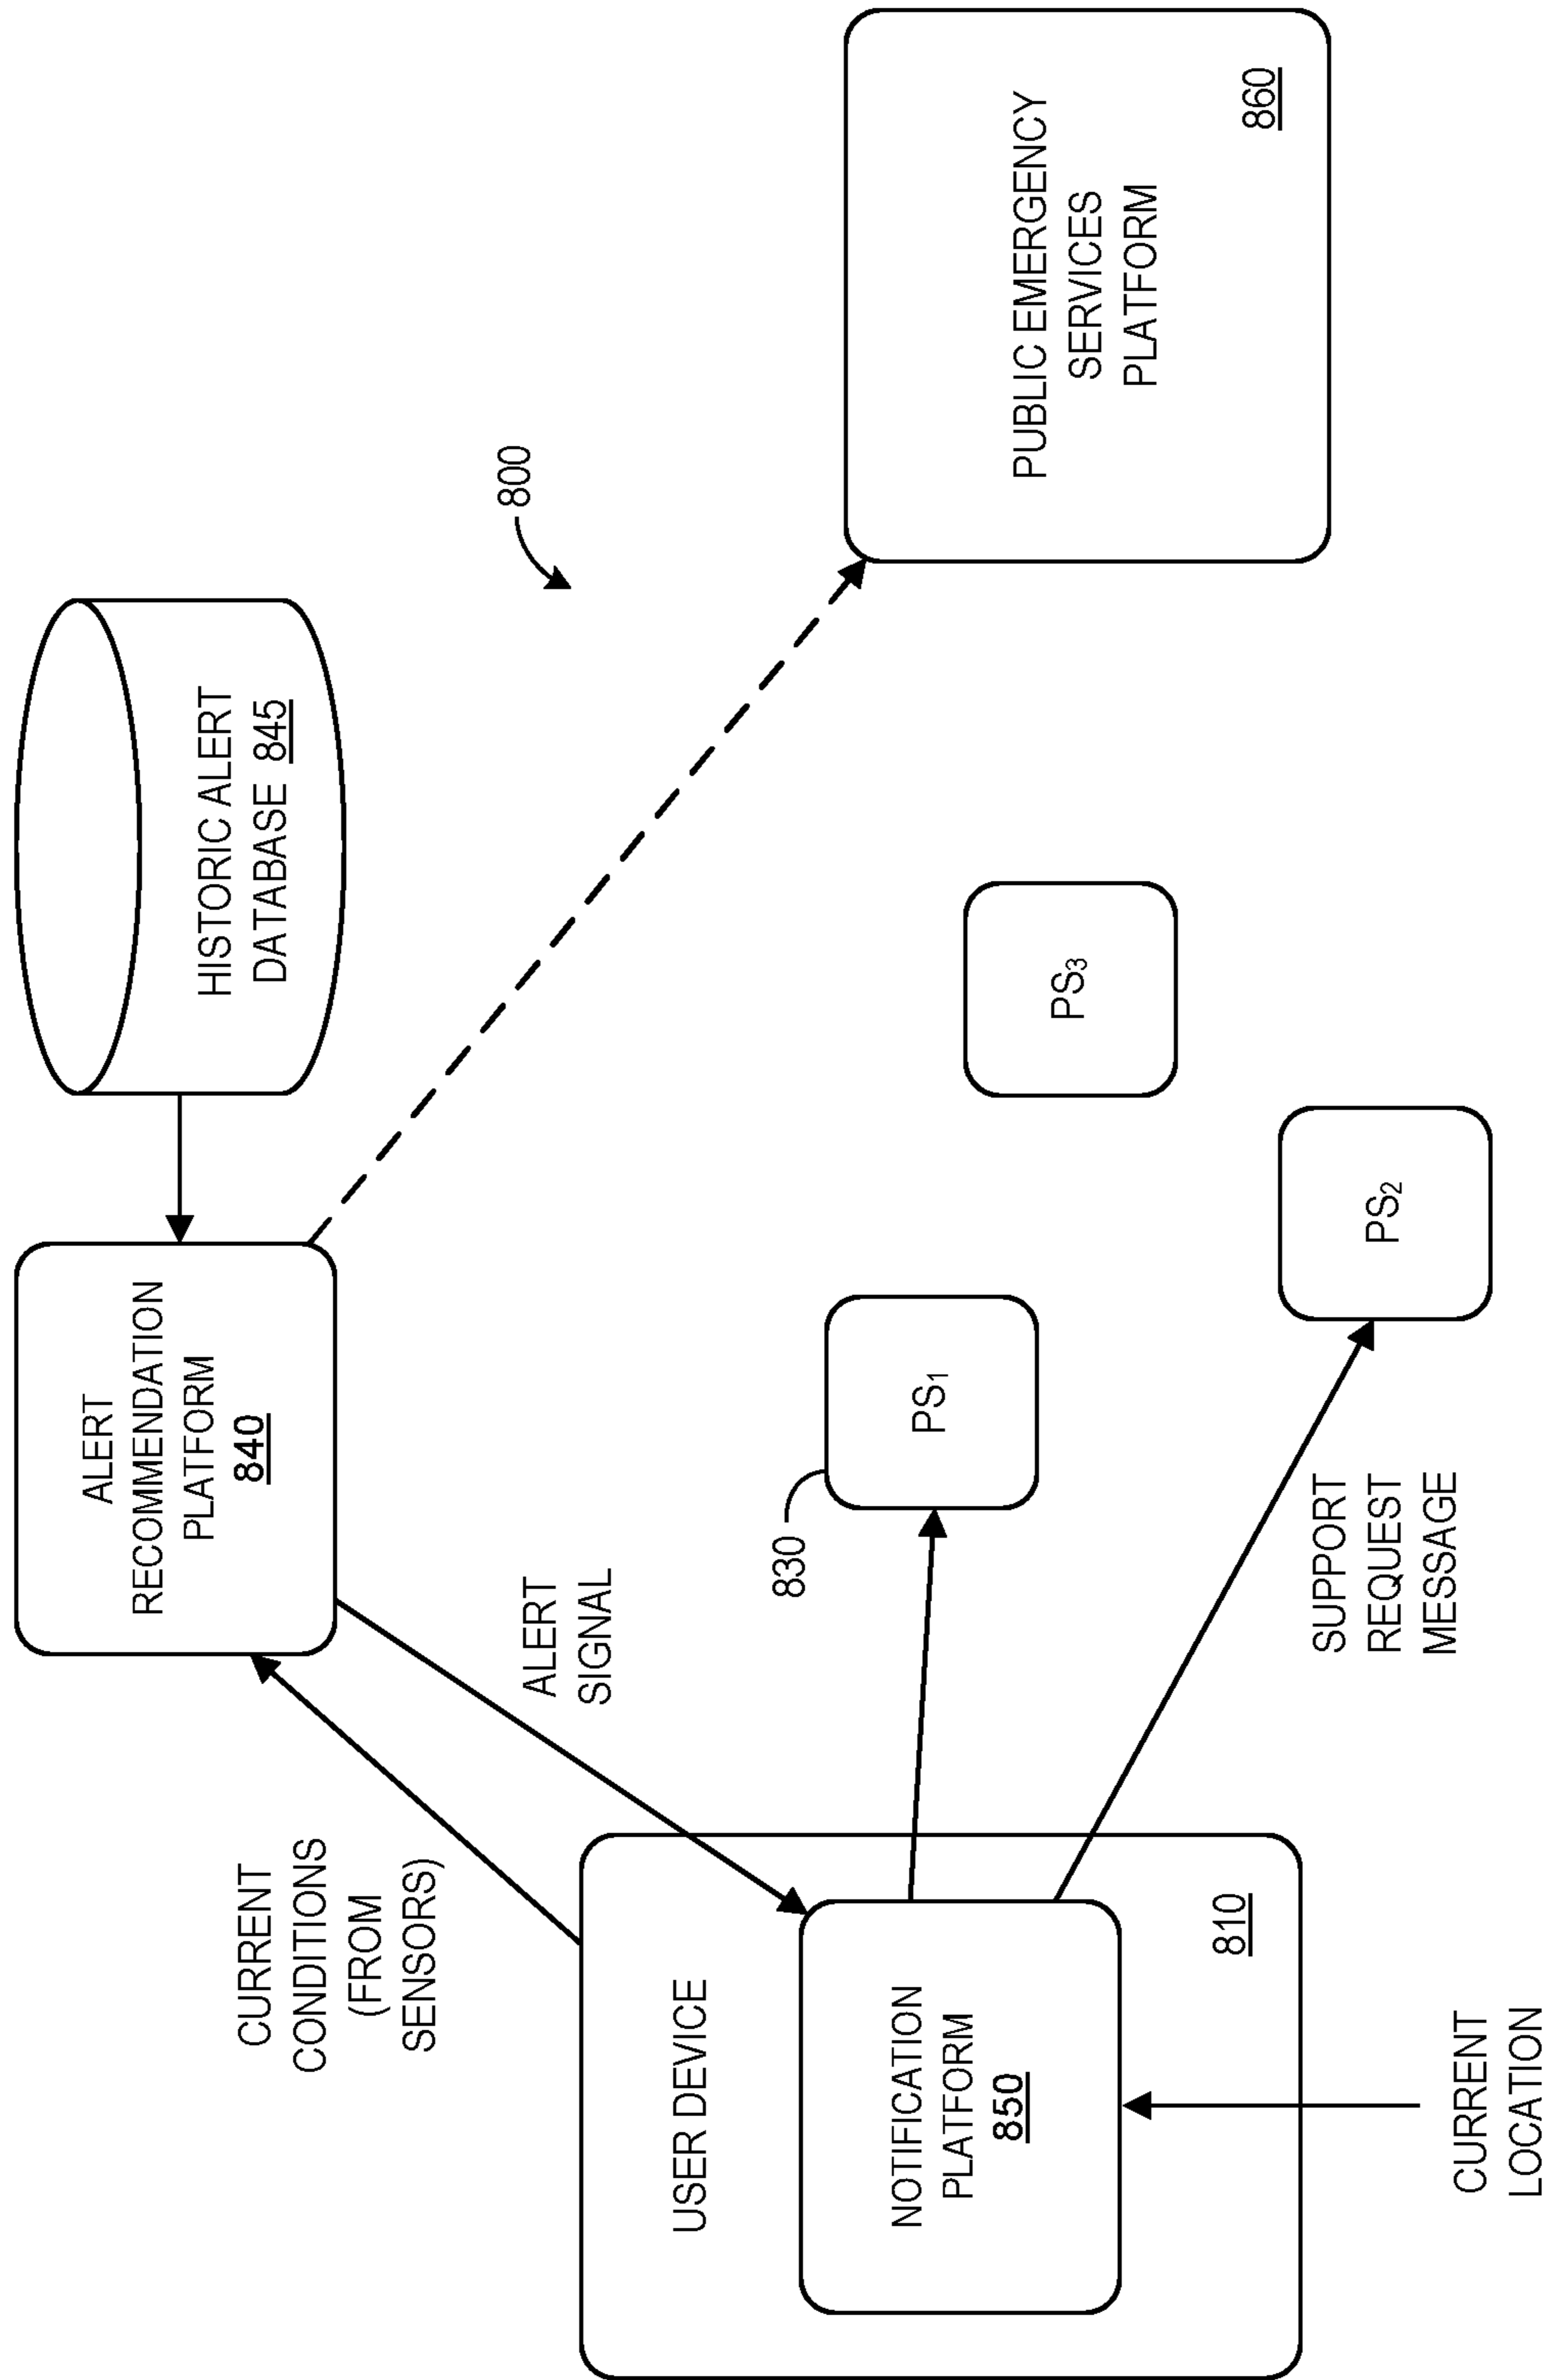 HISTORIC ALERT
DATABASE 845
ALERT
RECOMMENDATION
PLATFORM
840
CURRENT
CONDITIONS
(FROM
SENSORS)
ALERT
SIGNAL
800
USER DEVICE
NOTIFICATION
PLATFORM
850
810
830
PS1
PS2
PS3
PUBLIC EMERGENCY
SERVICES
PLATFORM
860
SUPPORT
REQUEST
MESSAGE
CURRENT
LOCATION